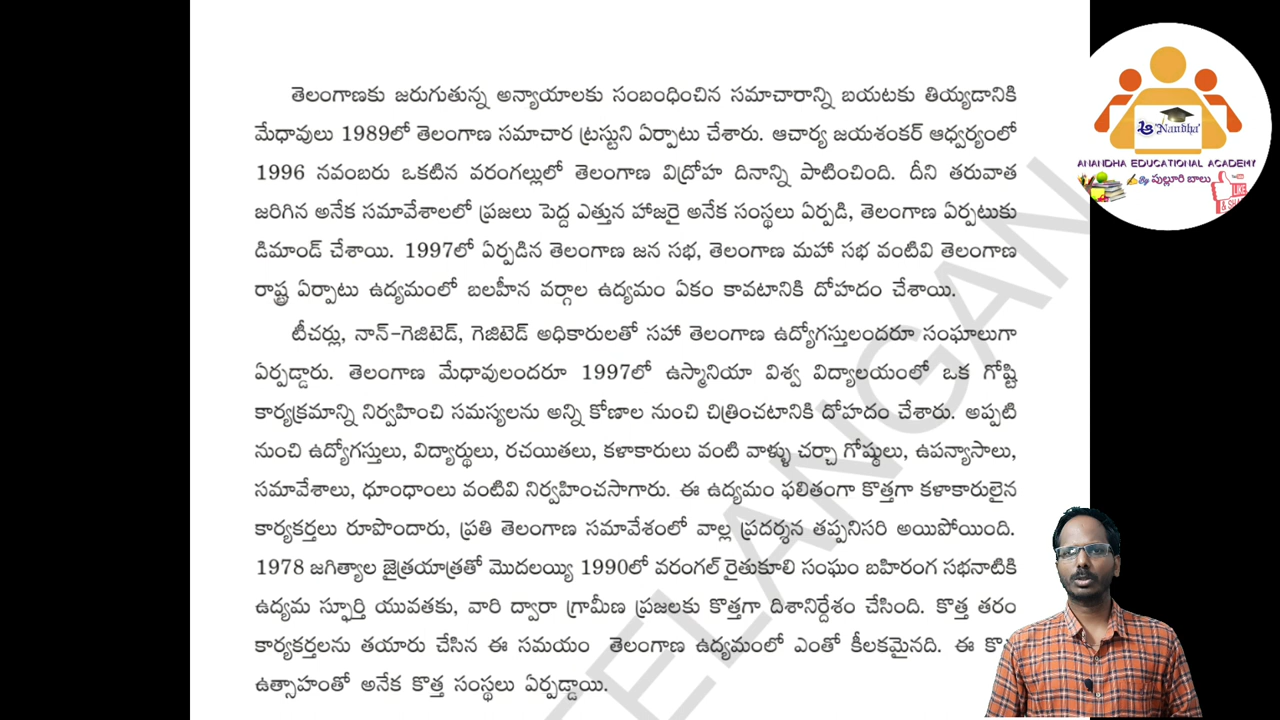 తెలంగాణకు జరుగుతున్న అన్యాయాలకు సంబంధించిన సమాచారాన్ని బయటకు తియ్యడానికి
మేధావులు 1989లో తెలంగాణ సమాచార ట్రస్టుని ఏర్పాటు చేశారు. ఆచార్య జయశంకర్ ఆధ్వర్యంలో
1996 నవంబరు ఒకటిన వరంగల్లులో తెలంగాణ విద్రోహ దినాన్ని పాటించింది. దీని తరువాత
జరిగిన అనేక సమావేశాలలో ప్రజలు పెద్ద ఎత్తున హాజరై అనేక సంస్థలు ఏర్పడి, తెలంగాణ ఏర్పటుకు
డిమాండ్ చేశాయి. 1997లో ఏర్పడిన తెలంగాణ జన సభ, తెలంగాణ మహా సభ వంటివి తెలంగాణ
రాష్ట్ర ఏర్పాటు ఉద్యమంలో బలహీన వర్గాల ఉద్యమం ఏకం కావటానికి దోహదం చేశాయి.
టీచర్లు, నాన్-గెజిటెడ్, గెజిటెడ్ అధికారులతో సహా తెలంగాణ ఉద్యోగస్తులందరూ సంఘాలుగా
ఏర్పడ్డారు. తెలంగాణ మేధావులందరూ 1997లో ఉస్మానియా విశ్వ విద్యాలయంలో ఒక గోష్టి
కార్యక్రమాన్ని నిర్వహించి సమస్యలను అన్ని కోణాల నుంచి చిత్రించటానికి దోహదం చేశారు. అప్పటి
నుంచి ఉద్యోగస్తులు, విద్యార్థులు, రచయితలు, కళాకారులు వంటి వాళ్ళు చర్చా గోష్ఠులు, ఉపన్యాసాలు,
సమావేశాలు, ధూంధాంలు వంటివి నిర్వహించసాగారు. ఈ ఉద్యమం ఫలితంగా కొత్తగా కళాకారులైన
కార్యకర్తలు రూపొందారు, ప్రతి తెలంగాణ సమావేశంలో వాల్ల ప్రదర్శన తప్పనిసరి అయిపోయింది.
1978 జగిత్యాల జైత్రయాత్రతో మొదలయ్యి 1990లో వరంగల్ రైతుకూలి సంఘం బహిరంగ సభనాటికి
ఉద్యమ స్ఫూర్తి యువతకు, వారి ద్వారా గ్రామీణ ప్రజలకు కొత్తగా దిశానిర్దేశం చేసింది. కొత్త తరం
కార్యకర్తలను తయారు చేసిన ఈ సమయం తెలంగాణ ఉద్యమంలో ఎంతో కీలకమైనది. ఈ
ఉత్సాహంతో అనేక కొత్త సంస్థలు ఏర్పడ్డాయి.
TELANGAN
'Nandha'
ANANDHA EDUCATIONAL ACADEMY
By పుల్లూరి బాలు
LIKE